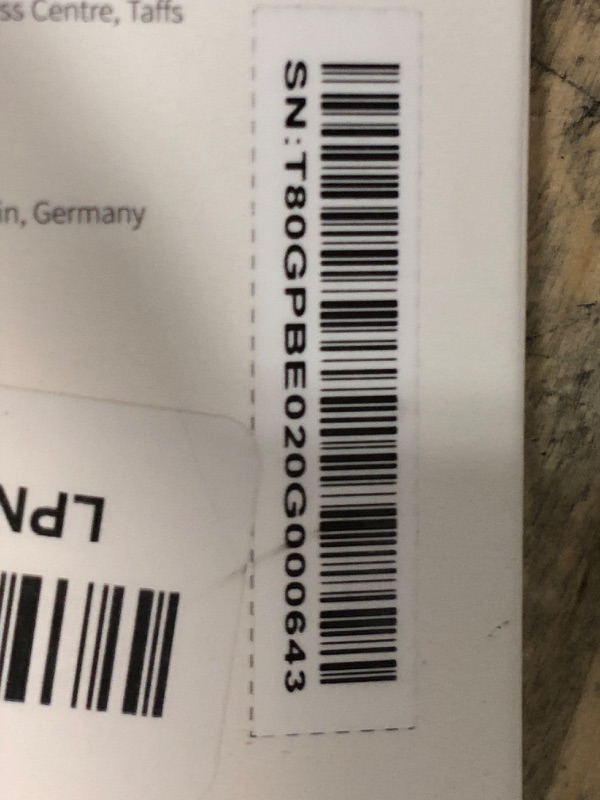 ss Centre, Taffs
in, Germany
SN:T80GPBE020G000643
LPN